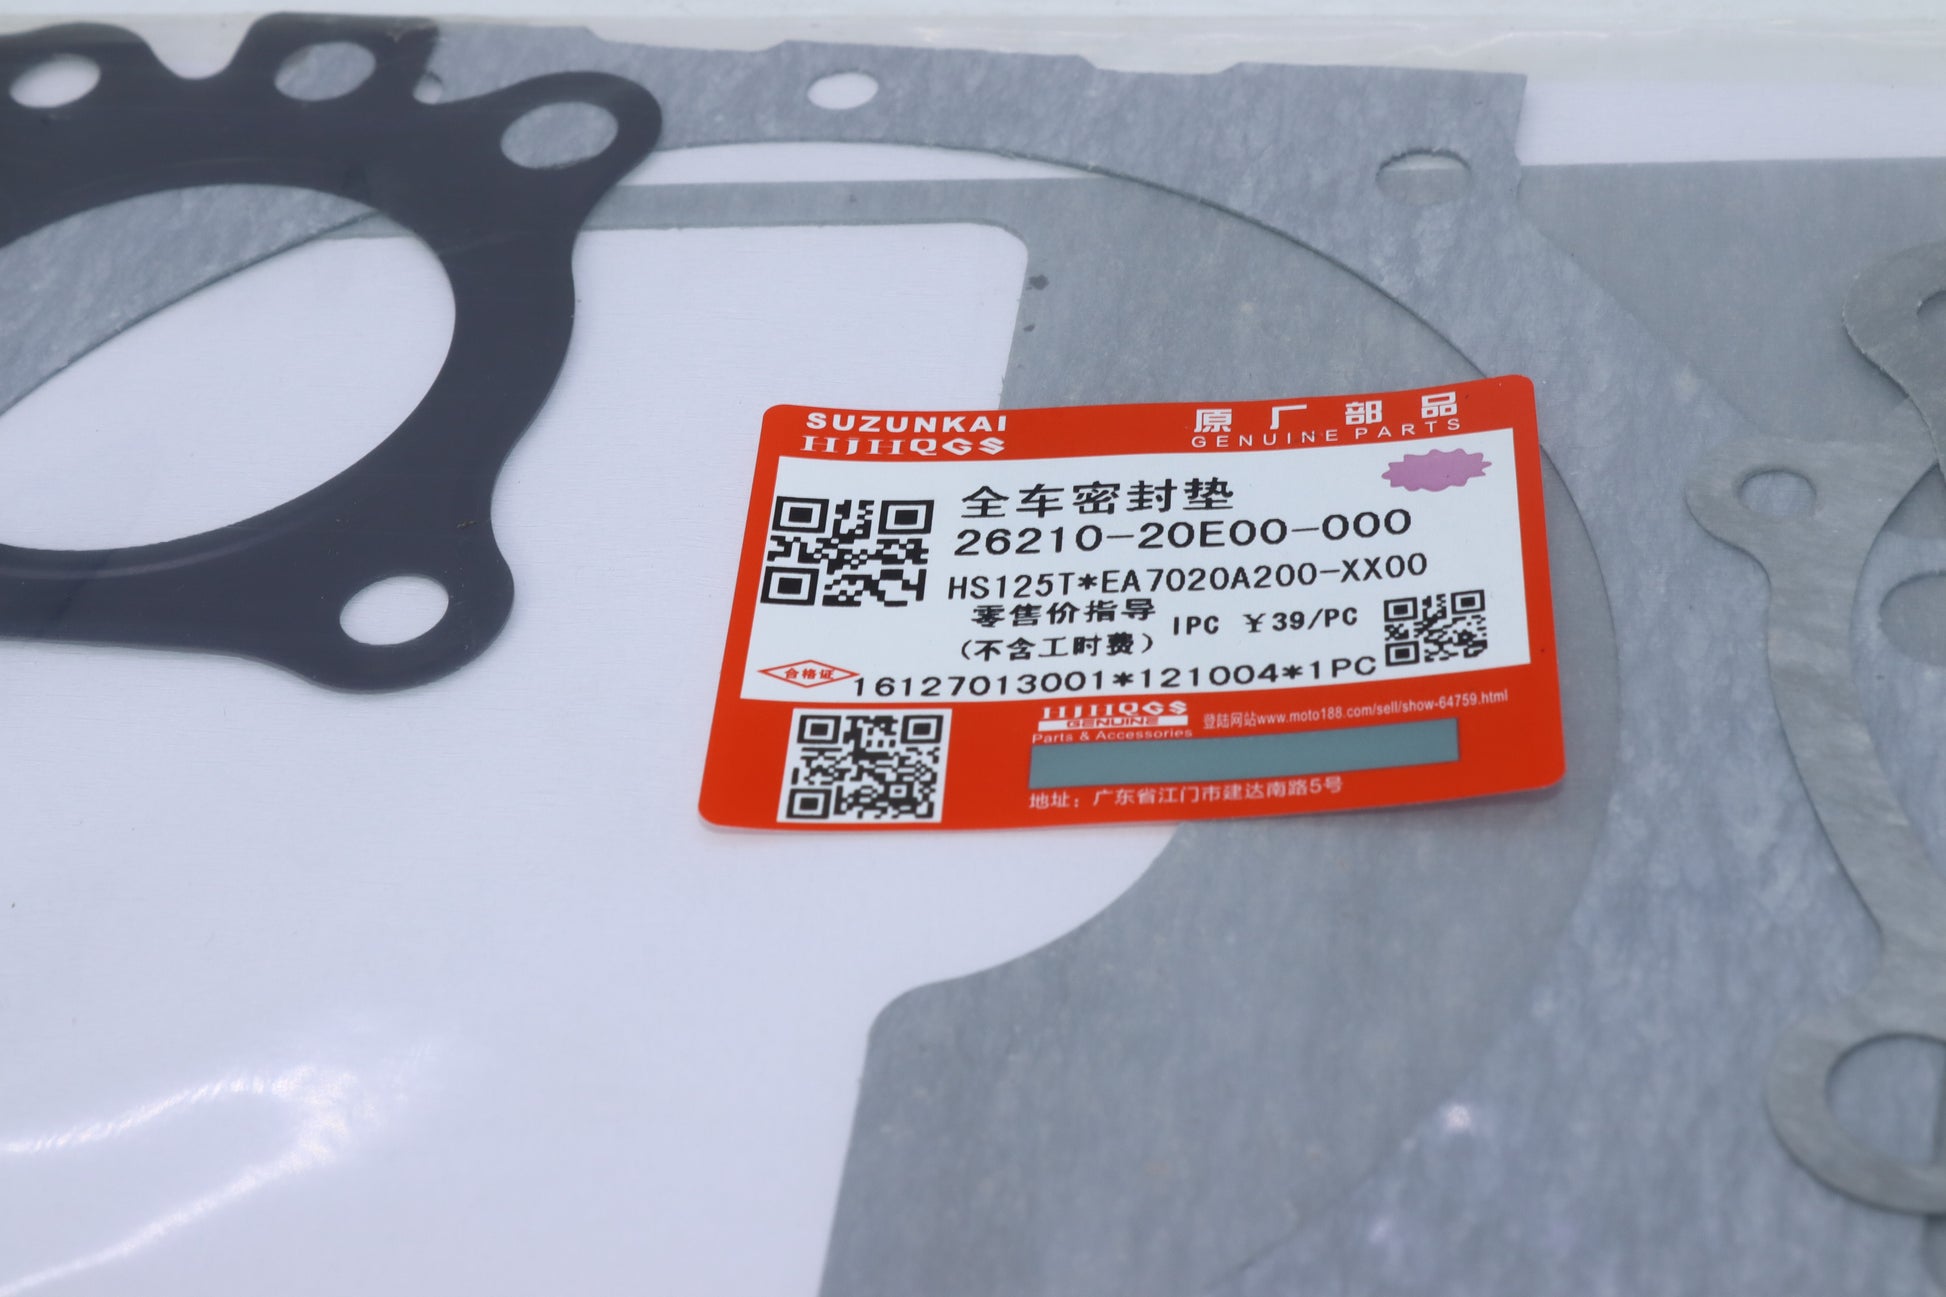 SUZUNKAI
HJHQGS
原厂部品
GENUINE PARTS
全车密封垫
26210-20E00-000
HS125T*EA7020A200-XX00
零售价指导
(不含工时费)
1PC ￥39/PC
合格证
16127013001*121004*1PC
HJHQGS
GENUINE
Parts & Accessories
登陆网站www.moto188.com/sell/show-64759.html
地址：广东省江门市建达南路5号